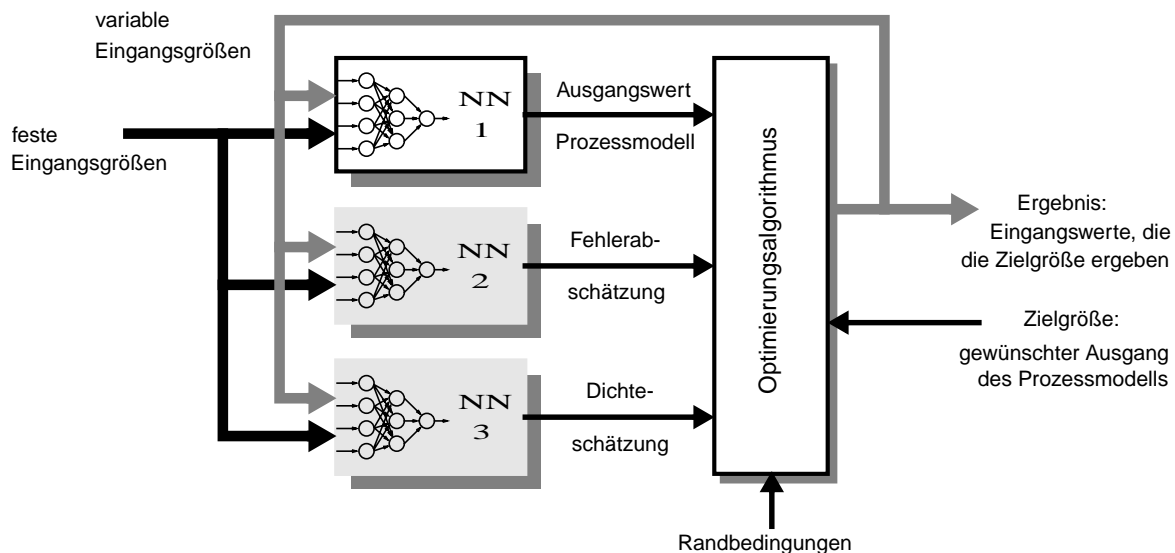 variable
Eingangsgrößen
feste
Eingangsgrößen
NN
1
Ausgangswert
Prozessmodell
NN
2
Fehlerab-
schätzung
NN
3
Dichte-
schätzung
Optimierungsalgorithmus
Ergebnis:
Eingangswerte, die
die Zielgröße ergeben
Zielgröße:
gewünschter Ausgang
des Prozessmodells
Randbedingungen